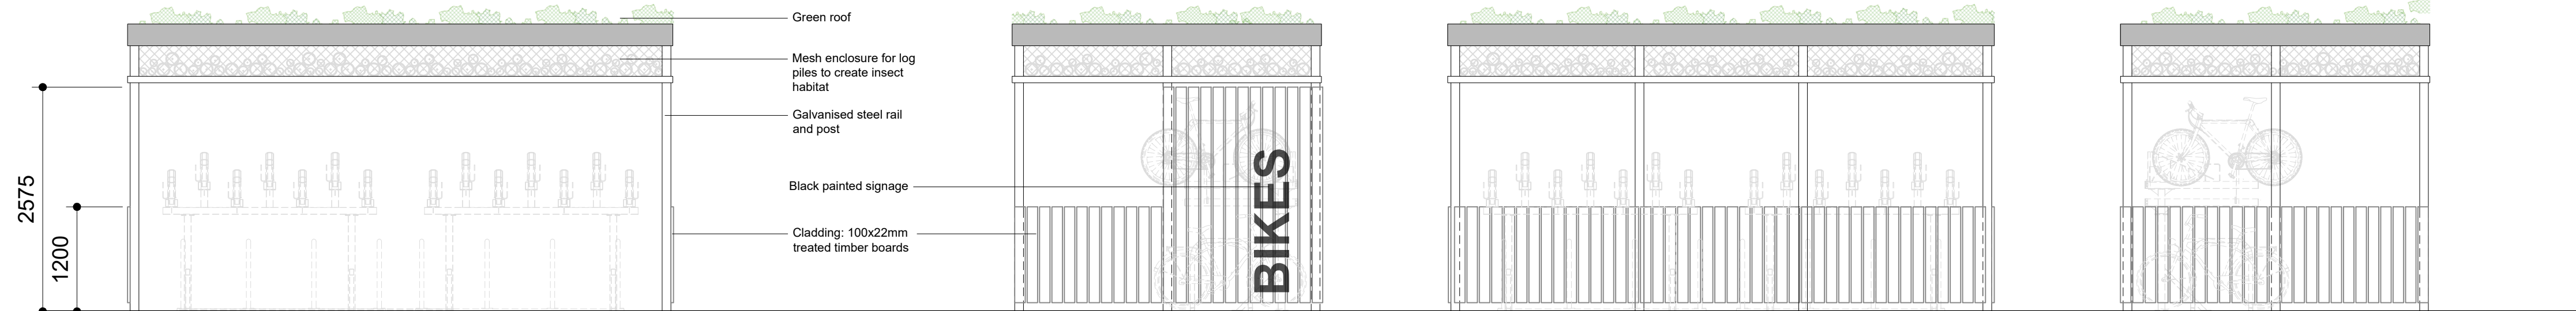 Green roof
Mesh enclosure for log
piles to create insect
habitat
Galvanised steel rail
and post
Black painted signage
Cladding: 100x22mm
treated timber boards
2575
1200
BIKES